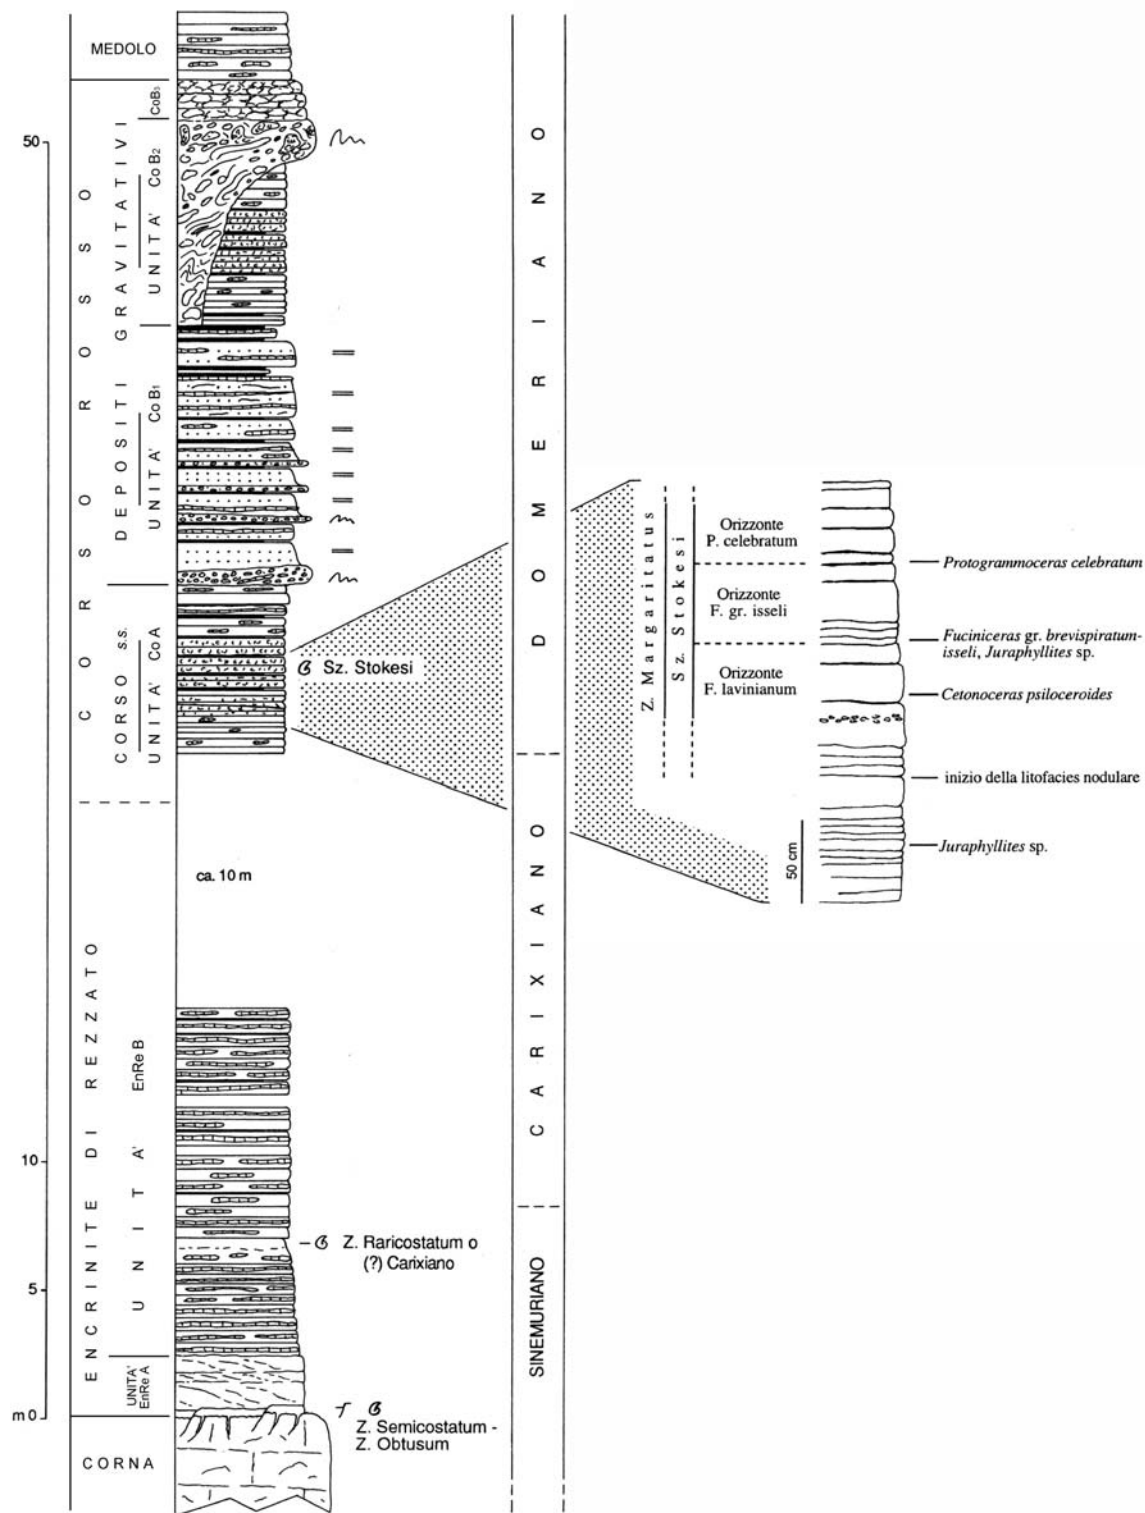 MEDOLO
CoB3
50
CORSO ROSSO
DEPOSITI GRAVITATIVI
UNITA' CoB2
UNITA' CoB1
CORSO s.s.
UNITA' CoA
Sz. Stokesi
ca. 10 m
ENCRINITE DI REZZATO
UNITA' EnRe B
10
Z. Raricostatum o
(?) Carixiano
5
UNITA'
EnRe A
m 0
Z. Semicostatum -
Z. Obtusum
CORNA
DOMERIANO
CARIXIANO
SINEMURIANO
Z. Margaritatus
Sz. Stokesi
Orizzonte
P. celebratum
Orizzonte
F. gr. isseli
Orizzonte
F. lavinianum
Protogrammoceras celebratum
Fuciniceras gr. brevispiratum-
isseli, Juraphyllites sp.
Cetonoceras psiloceroides
inizio della litofacies nodulare
50 cm
Juraphyllites sp.